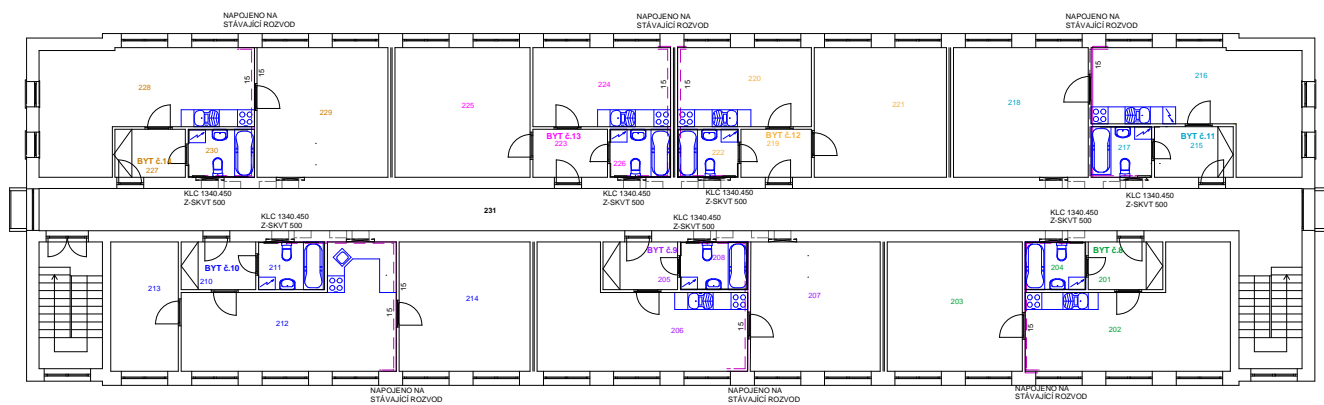 NAPOJENO NA
STÁVAJÍCÍ ROZVOD
NAPOJENO NA
STÁVAJÍCÍ ROZVOD
NAPOJENO NA
STÁVAJÍCÍ ROZVOD
15
15
15
15
15
228
229
225
224
220
221
218
216
BYT č.14
227
230
BYT č.13
223
226
222
BYT č.12
219
217
BYT č.11
215
KLC 1340.450
Z-SKVT 500
KLC 1340.450
Z-SKVT 500
KLC 1340.450
Z-SKVT 500
KLC 1340.450
Z-SKVT 500
231
KLC 1340.450
Z-SKVT 500
KLC 1340.450
Z-SKVT 500
KLC 1340.450
Z-SKVT 500
213
BYT č.10
210
211
212
214
BYT č.9
205
208
206
207
203
204
BYT č.8
201
202
15
15
15
NAPOJENO NA
STÁVAJÍCÍ ROZVOD
NAPOJENO NA
STÁVAJÍCÍ ROZVOD
NAPOJENO NA
STÁVAJÍCÍ ROZVOD